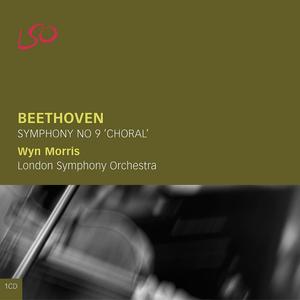 LSO
BEETHOVEN
SYMPHONY NO 9 ‘CHORAL’
Wyn Morris
London Symphony Orchestra
1CD